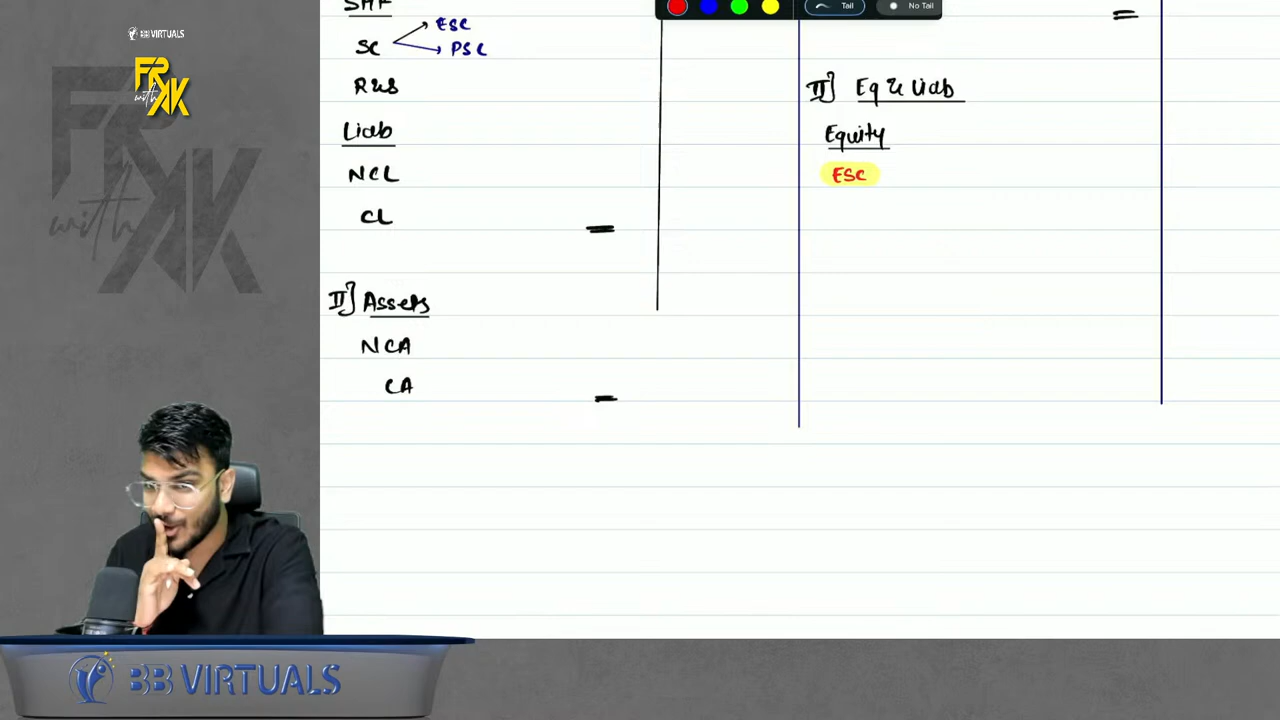 BB VIRTUALS
FR
with
AK
Tail
No Tail
SHF
SC
ESC
PSC
R&S
Liab
NCL
CL
II] Assets
NCA
CA
II] Eq & Liab
Equity
ESC
BB VIRTUALS